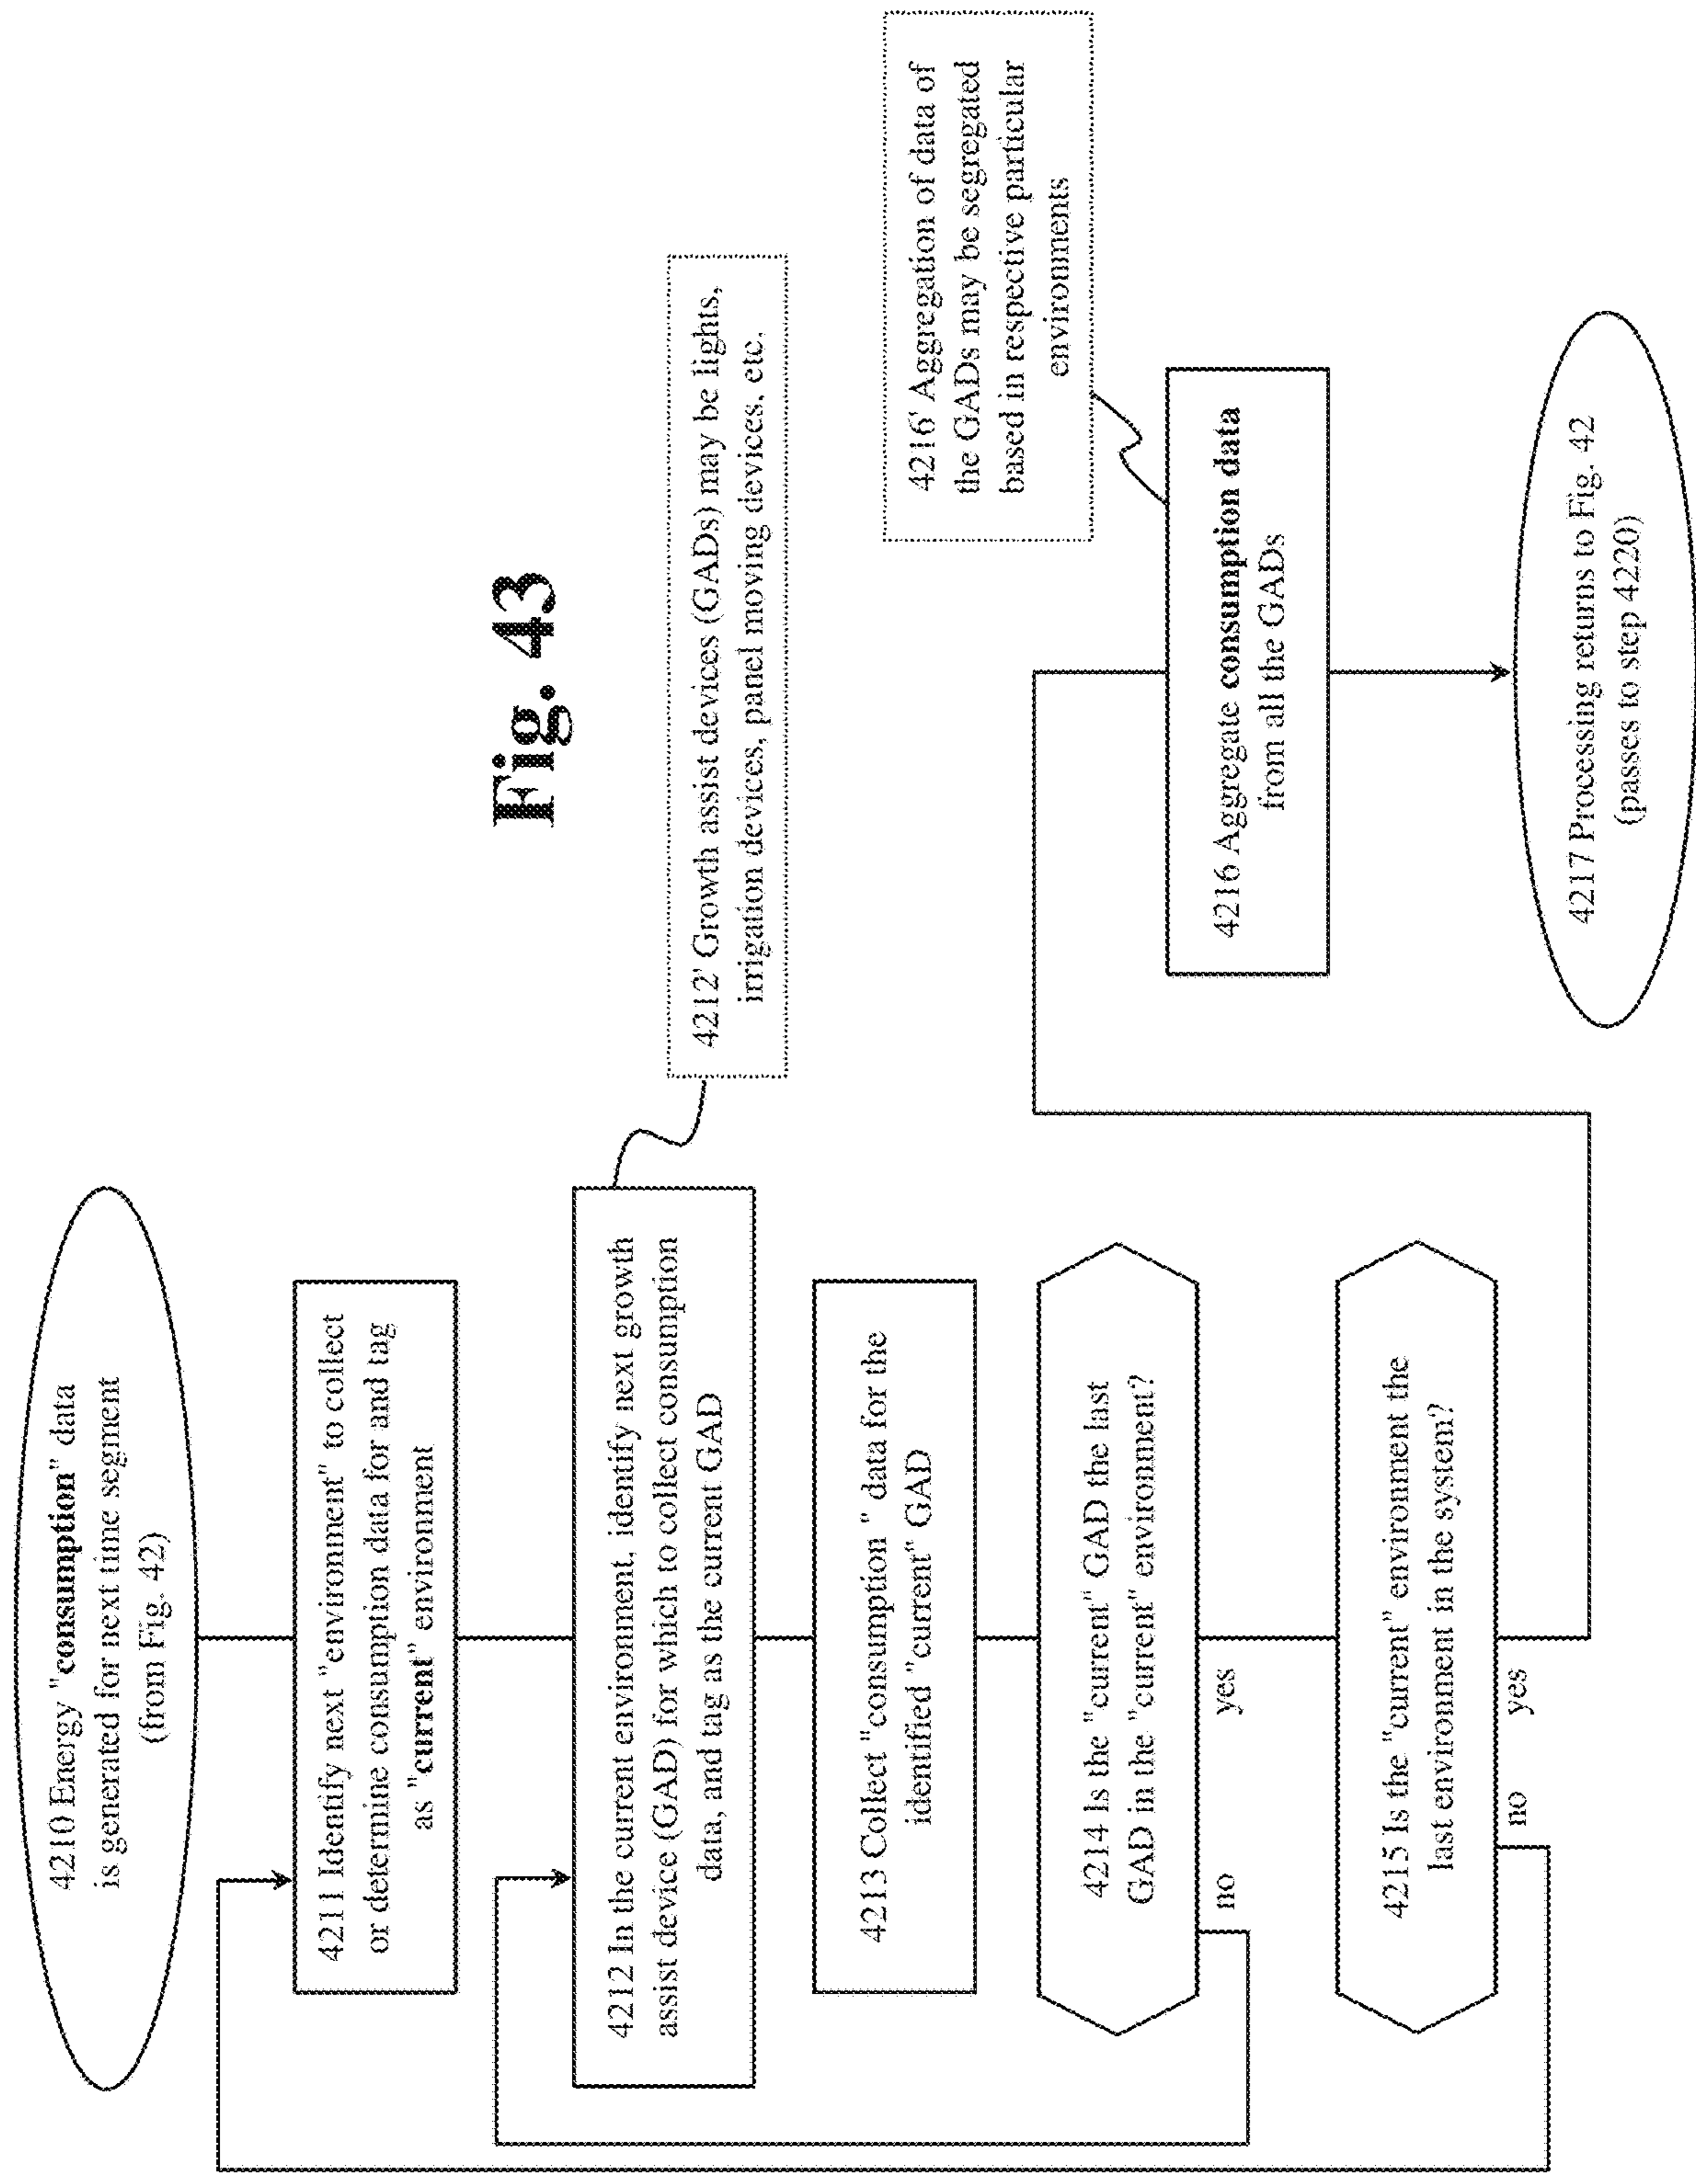 Fig. 43
4210 Energy "consumption" data
is generated for next time segment
(from Fig. 42)
4211 Identify next "environment" to collect
or determine consumption data for and tag
as "current" environment
4212 In the current environment, identify next growth
assist device (GAD) for which to collect consumption
data, and tag as the current GAD
4212' Growth assist devices (GADs) may be lights,
irrigation devices, panel moving devices, etc.
4213 Collect "consumption " data for the
identified "current" GAD
4214 Is the "current" GAD the last
GAD in the "current" environment?
no
yes
4215 Is the "current" environment the
last environment in the system?
no
yes
4216' Aggregation of data of
the GADs may be segregated
based in respective particular
environments
4216 Aggregate consumption data
from all the GADs
4217 Processing returns to Fig. 42
(passes to step 4220)